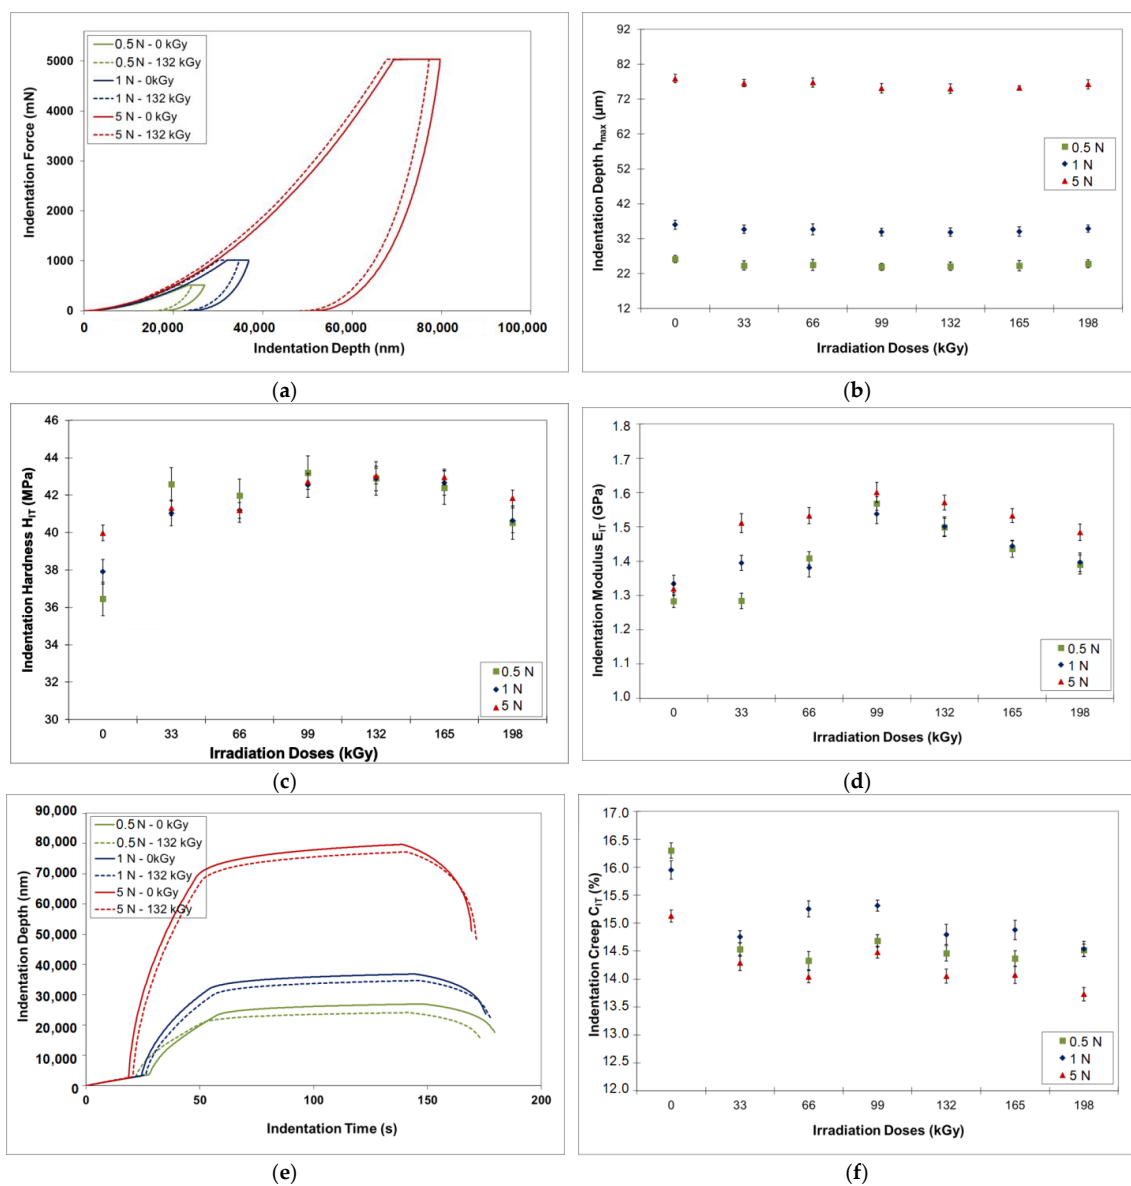 0.5 N - 0 kGy
0.5 N - 132 kGy
1 N - 0kGy
1 N - 132 kGy
5 N - 0 kGy
5 N - 132 kGy
Indentation Force (mN)
5000
4000
3000
2000
1000
0
0
20,000
40,000
60,000
80,000
100,000
Indentation Depth (nm)
(a)
Indentation Depth hmax (µm)
92
82
72
62
52
42
32
22
12
0.5 N
1 N
5 N
0 33 66 99 132 165 198
Irradiation Doses (kGy)
(b)
Indentation Hardness HIT (MPa)
46
44
42
40
38
36
34
32
30
0.5 N
1 N
5 N
0 33 66 99 132 165 198
Irradiation Doses (kGy)
(c)
Indentation Modulus EIT (GPa)
1.8
1.7
1.6
1.5
1.4
1.3
1.2
1.1
1.0
0.5 N
1 N
5 N
0 33 66 99 132 165 198
Irradiation Doses (kGy)
(d)
Indentation Depth (nm)
90,000
80,000
70,000
60,000
50,000
40,000
30,000
20,000
10,000
0
0.5 N - 0 kGy
0.5 N - 132 kGy
1 N - 0kGy
1 N - 132 kGy
5 N - 0 kGy
5 N - 132 kGy
0 50 100 150 200
Indentation Time (s)
(e)
Indentation Creep CIT (%)
17.0
16.5
16.0
15.5
15.0
14.5
14.0
13.5
13.0
12.5
12.0
0.5 N
1 N
5 N
0 33 66 99 132 165 198
Irradiation Doses (kGy)
(f)